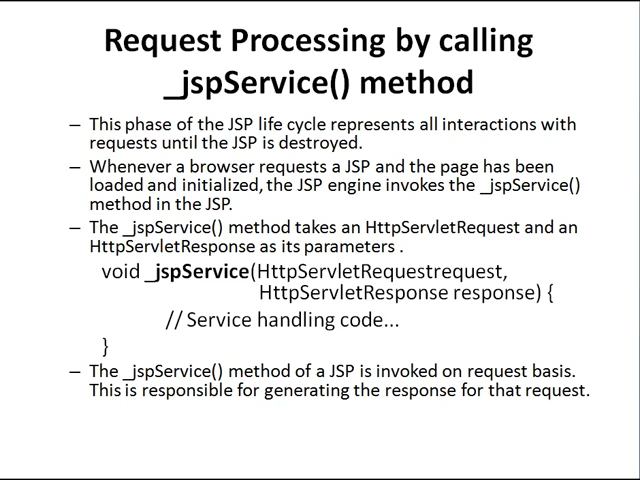 Request Processing by calling
_jspService() method
– This phase of the JSP life cycle represents all interactions with
requests until the JSP is destroyed.
– Whenever a browser requests a JSP and the page has been
loaded and initialized, the JSP engine invokes the _jspService()
method in the JSP.
– The _jspService() method takes an HttpServletRequest and an
HttpServletResponse as its parameters .
void _jspService(HttpServletRequestrequest,
HttpServletResponse response) {
// Service handling code...
}
– The _jspService() method of a JSP is invoked on request basis.
This is responsible for generating the response for that request.